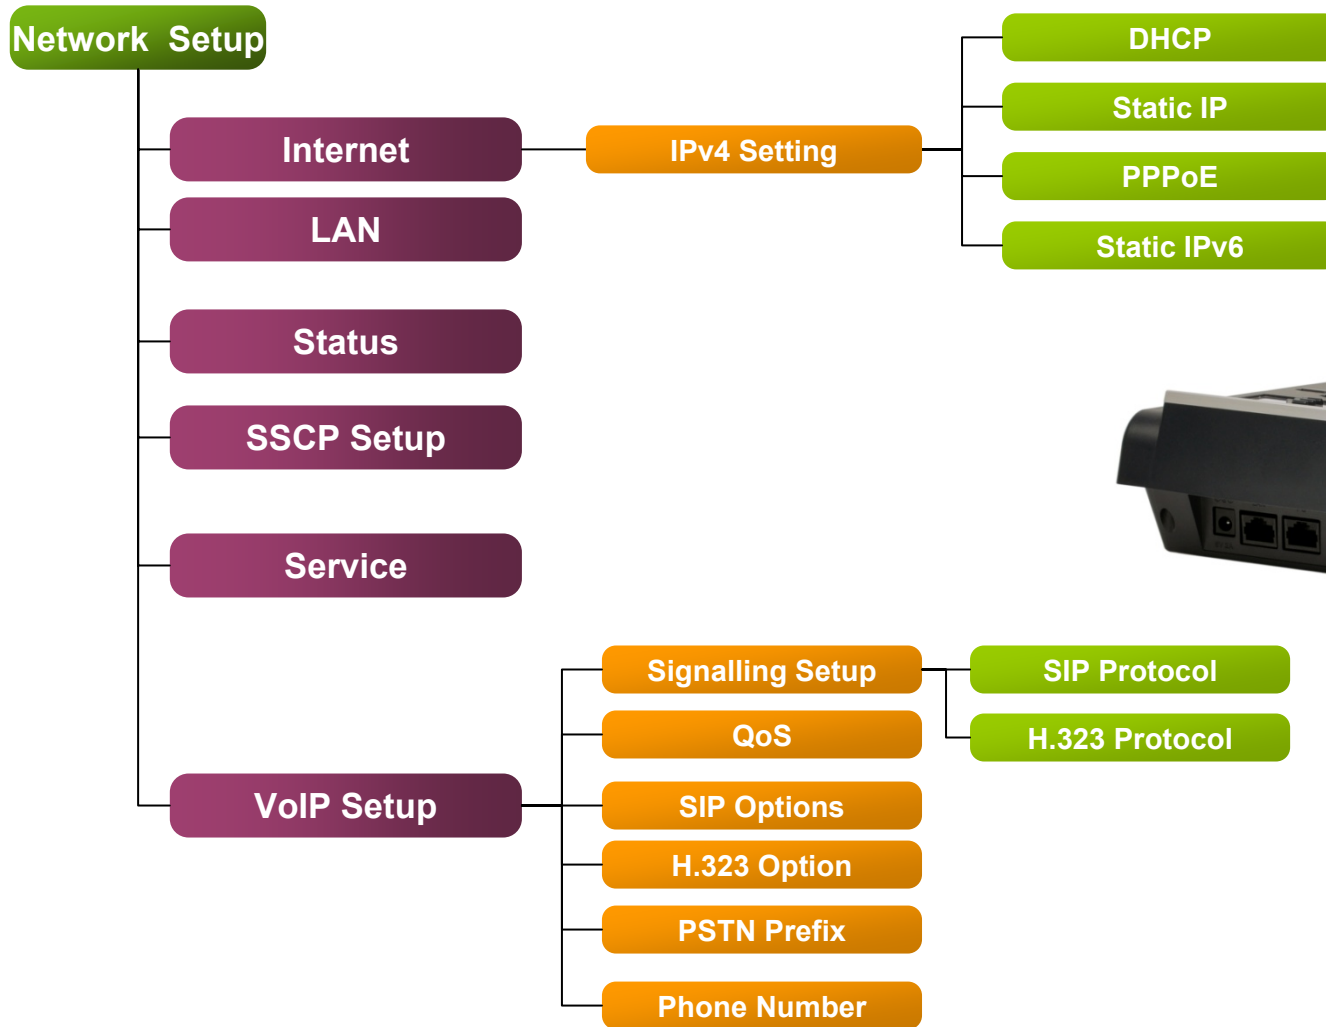 Network Setup
DHCP
Static IP
Internet
IPv4 Setting
PPPoE
LAN
Static IPv6
Status
SSCP Setup
Service
Signalling Setup
SIP Protocol
QoS
H.323 Protocol
VoIP Setup
SIP Options
H.323 Option
PSTN Prefix
Phone Number